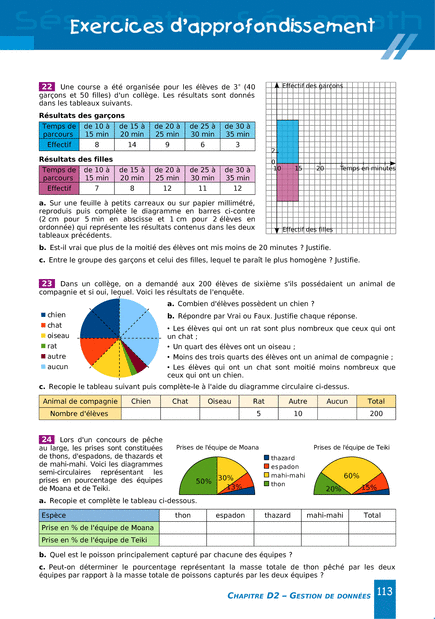 Exercices d'approfondissement
22 Une course a été organisée pour les élèves de 3e (40
garçons et 50 filles) d'un collège. Les résultats sont donnés
dans les tableaux suivants.
Résultats des garçons
Temps de parcours de 10 à 15 min de 15 à 20 min de 20 à 25 min de 25 à 30 min de 30 à 35 min
Effectif 8 14 9 6 3
Résultats des filles
Temps de parcours de 10 à 15 min de 15 à 20 min de 20 à 25 min de 25 à 30 min de 30 à 35 min
Effectif 7 8 12 11 12
Effectif des garçons
2
0
10 15 20 Temps en minutes
Effectif des filles
a. Sur une feuille à petits carreaux ou sur papier millimétré,
reproduis puis complète le diagramme en barres ci-contre
(2 cm pour 5 min en abscisse et 1 cm pour 2 élèves en
ordonnée) qui représente les résultats contenus dans les deux
tableaux précédents.
b. Est-il vrai que plus de la moitié des élèves ont mis moins de 20 minutes ? Justifie.
c. Entre le groupe des garçons et celui des filles, lequel te paraît le plus homogène ? Justifie.
23 Dans un collège, on a demandé aux 200 élèves de sixième s'ils possédaient un animal de
compagnie et si oui, lequel. Voici les résultats de l'enquête.
chien
chat
oiseau
rat
autre
aucun
a. Combien d'élèves possèdent un chien ?
b. Répondre par Vrai ou Faux. Justifie chaque réponse.
• Les élèves qui ont un rat sont plus nombreux que ceux qui ont
un chat ;
• Un quart des élèves ont un oiseau ;
• Moins des trois quarts des élèves ont un animal de compagnie ;
• Les élèves qui ont un chat sont moitié moins nombreux que
ceux qui ont un chien.
c. Recopie le tableau suivant puis complète-le à l'aide du diagramme circulaire ci-dessus.
Animal de compagnie Chien Chat Oiseau Rat Autre Aucun Total
Nombre d'élèves 5 10 200
24 Lors d'un concours de pêche
au large, les prises sont constituées
de thons, d'espadons, de thazards et
de mahi-mahi. Voici les diagrammes
semi-circulaires représentant les
prises en pourcentage des équipes
de Moana et de Teiki.
Prises de l'équipe de Moana
50% 30% 13%
thazard
espadon
mahi-mahi
thon
Prises de l'équipe de Teiki
20% 60% 15%
a. Recopie et complète le tableau ci-dessous.
Espèce thon espadon thazard mahi-mahi Total
Prise en % de l'équipe de Moana
Prise en % de l'équipe de Teiki
b. Quel est le poisson principalement capturé par chacune des équipes ?
c. Peut-on déterminer le pourcentage représentant la masse totale de thon pêché par les deux
équipes par rapport à la masse totale de poissons capturés par les deux équipes ?
CHAPITRE D2 – GESTION DE DONNÉES 113